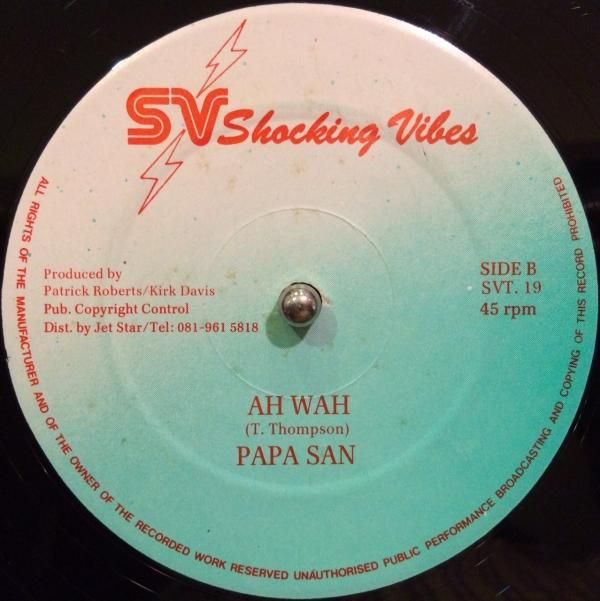 SV Shocking Vibes
Produced by
Patrick Roberts/Kirk Davis
Pub. Copyright Control
Dist. by Jet Star/Tel: 081-961 5818
SIDE B
SVT. 19
45 rpm
AH WAH
(T. Thompson)
PAPA SAN
ALL RIGHTS OF THE MANUFACTURER AND OF THE OWNER OF THE RECORDED WORK RESERVED UNAUTHORISED PUBLIC PERFORMANCE BROADCASTING AND COPYING OF THIS RECORD PROHIBITED